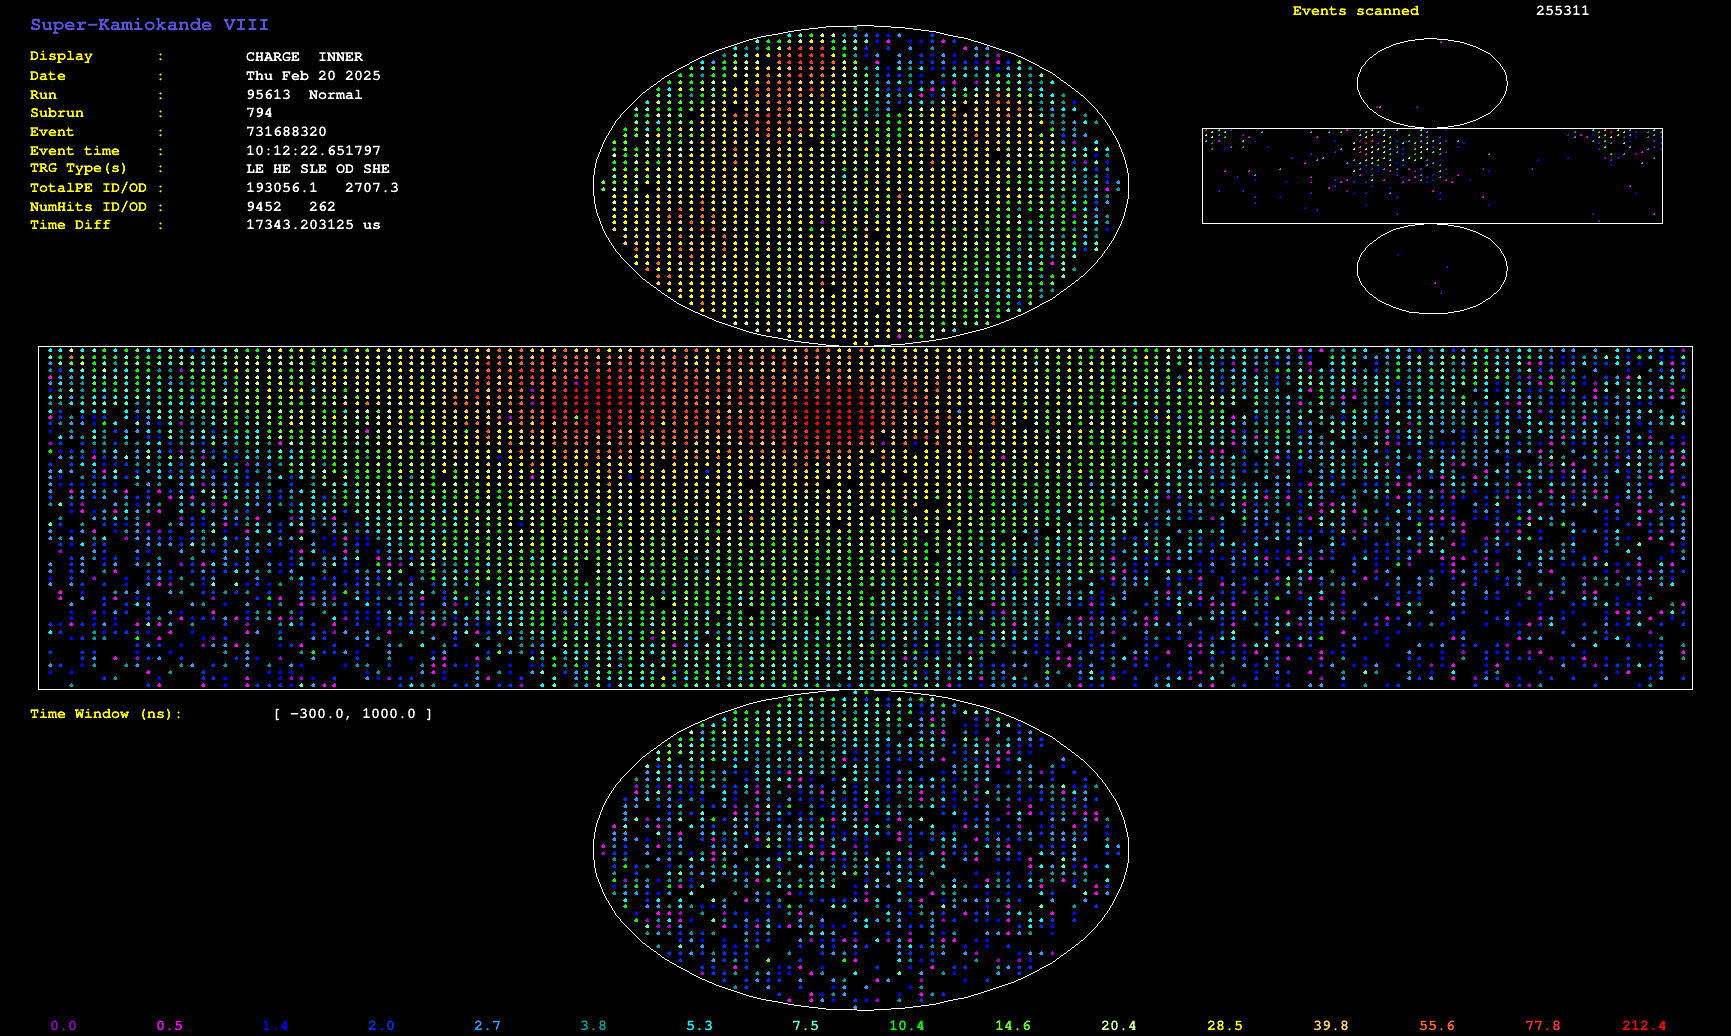 Super-Kamiokande VIII
Events scanned 255311
Display : CHARGE INNER
Date : Thu Feb 20 2025
Run : 95613 Normal
Subrun : 794
Event : 731688320
Event time : 10:12:22.651797
TRG Type(s) : LE HE SLE OD SHE
TotalPE ID/OD : 193056.1 2707.3
NumHits ID/OD : 9452 262
Time Diff : 17343.203125 us
Time Window (ns): [ -300.0, 1000.0 ]
0.0 0.5 1.4 2.0 2.7 3.8 5.3 7.5 10.4 14.6 20.4 28.5 39.8 55.6 77.8 212.4